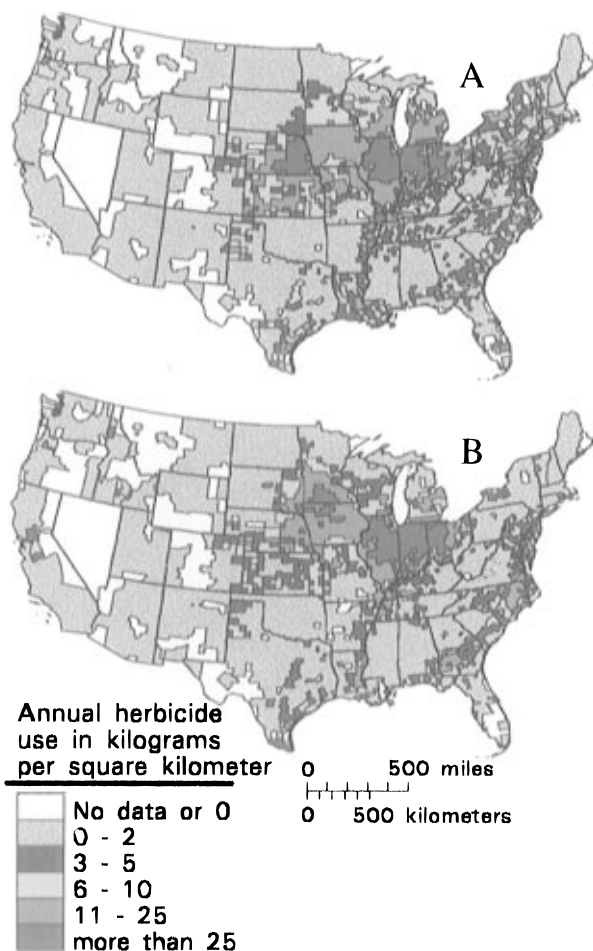 A
B
Annual herbicide
use in kilograms
per square kilometer
0 500 miles
0 500 kilometers
No data or 0
0 - 2
3 - 5
6 - 10
11 - 25
more than 25